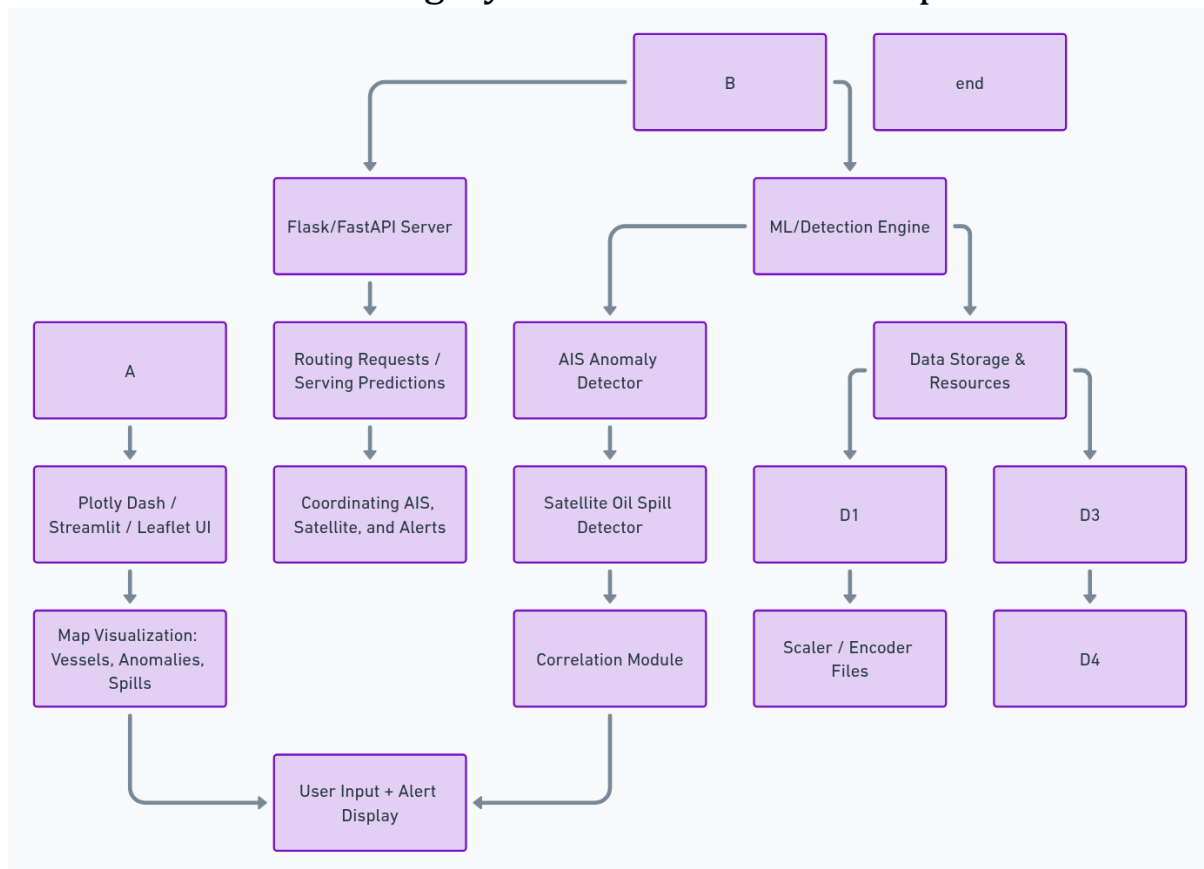 B
end
Flask/FastAPI Server
ML/Detection Engine
A
Routing Requests /
Serving Predictions
AIS Anomaly
Detector
Data Storage &
Resources
Plotly Dash /
Streamlit / Leaflet UI
Coordinating AIS,
Satellite, and Alerts
Satellite Oil Spill
Detector
D1
D3
Map Visualization:
Vessels, Anomalies,
Spills
Correlation Module
Scaler / Encoder
Files
D4
User Input + Alert
Display